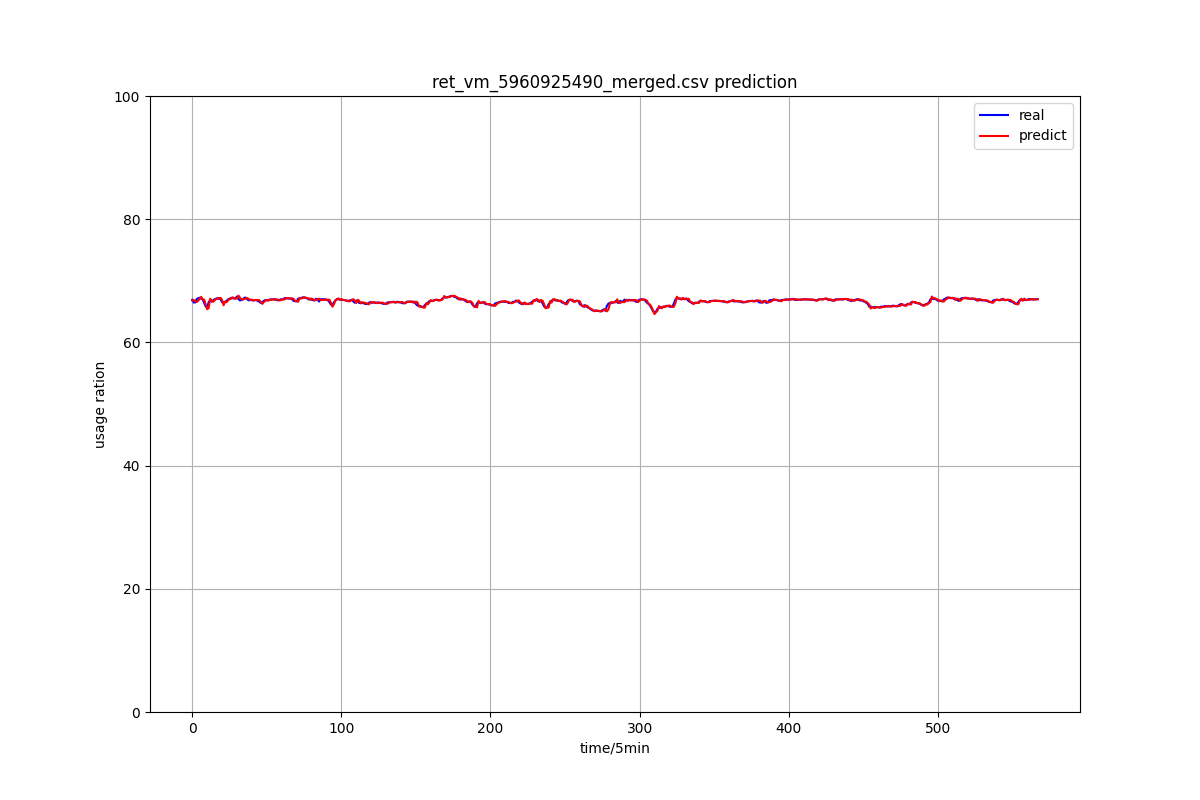 ret_vm_5960925490_merged.csv prediction
100
80
60
40
20
0
usage ration
real
predict
0 100 200 300 400 500
time/5min